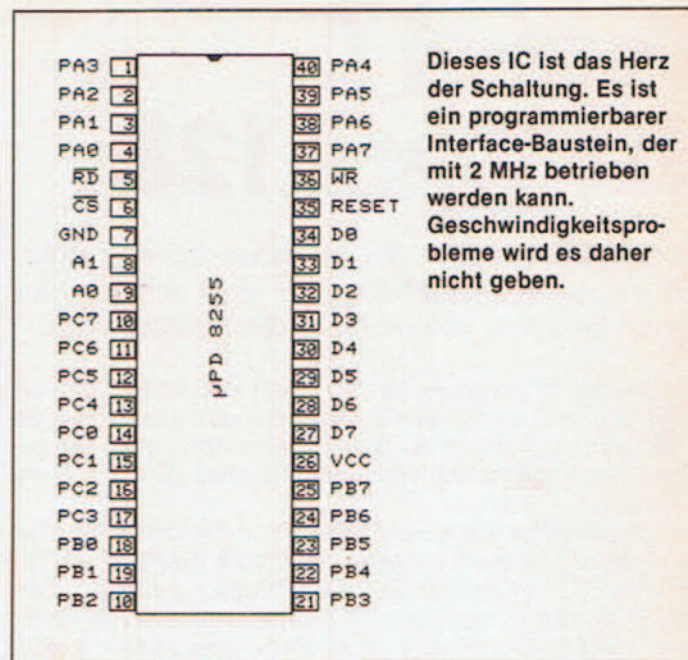 PA3 1
PA2 2
PA1 3
PA0 4
R̅D̅ 5
C̅S̅ 6
GND 7
A1 8
A0 9
PC7 10
PC6 11
PC5 12
PC4 13
PC0 14
PC1 15
PC2 16
PC3 17
PB0 18
PB1 19
PB2 10
µPD 8255
40 PA4
39 PA5
38 PA6
37 PA7
36 W̅R̅
35 RESET
34 D0
33 D1
32 D2
31 D3
30 D4
29 D5
28 D6
27 D7
26 VCC
25 PB7
24 PB6
23 PB5
22 PB4
21 PB3
Dieses IC ist das Herz
der Schaltung. Es ist
ein programmierbarer
Interface-Baustein, der
mit 2 MHz betrieben
werden kann.
Geschwindigkeitspro-
bleme wird es daher
nicht geben.